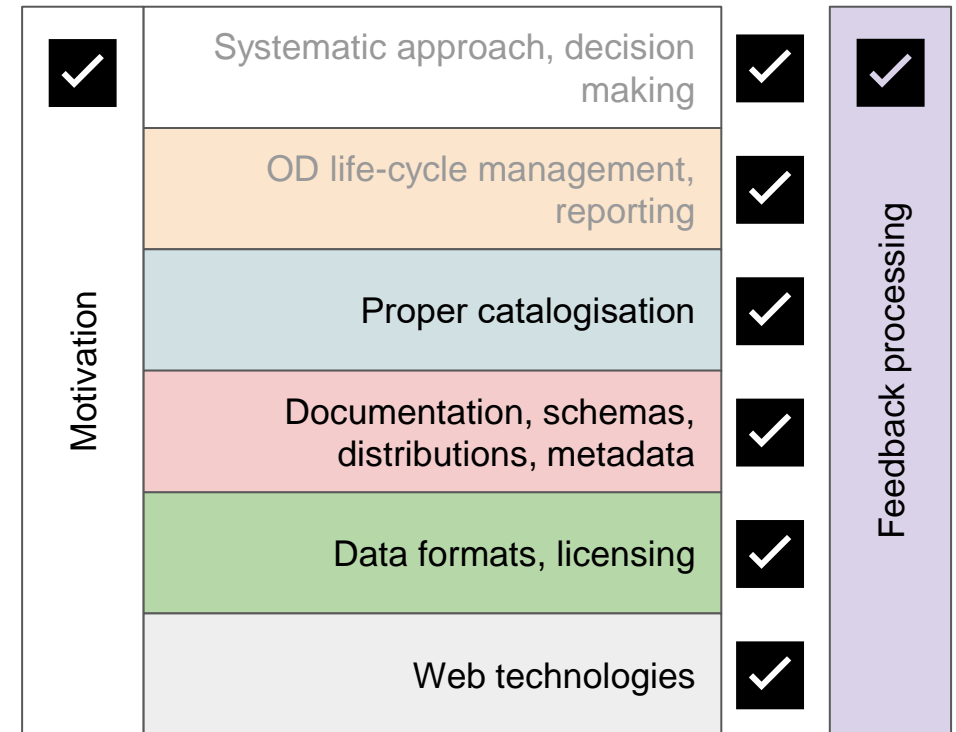 Motivation
Systematic approach, decision
making
OD life-cycle management,
reporting
Proper catalogisation
Documentation, schemas,
distributions, metadata
Data formats, licensing
Web technologies
Feedback processing